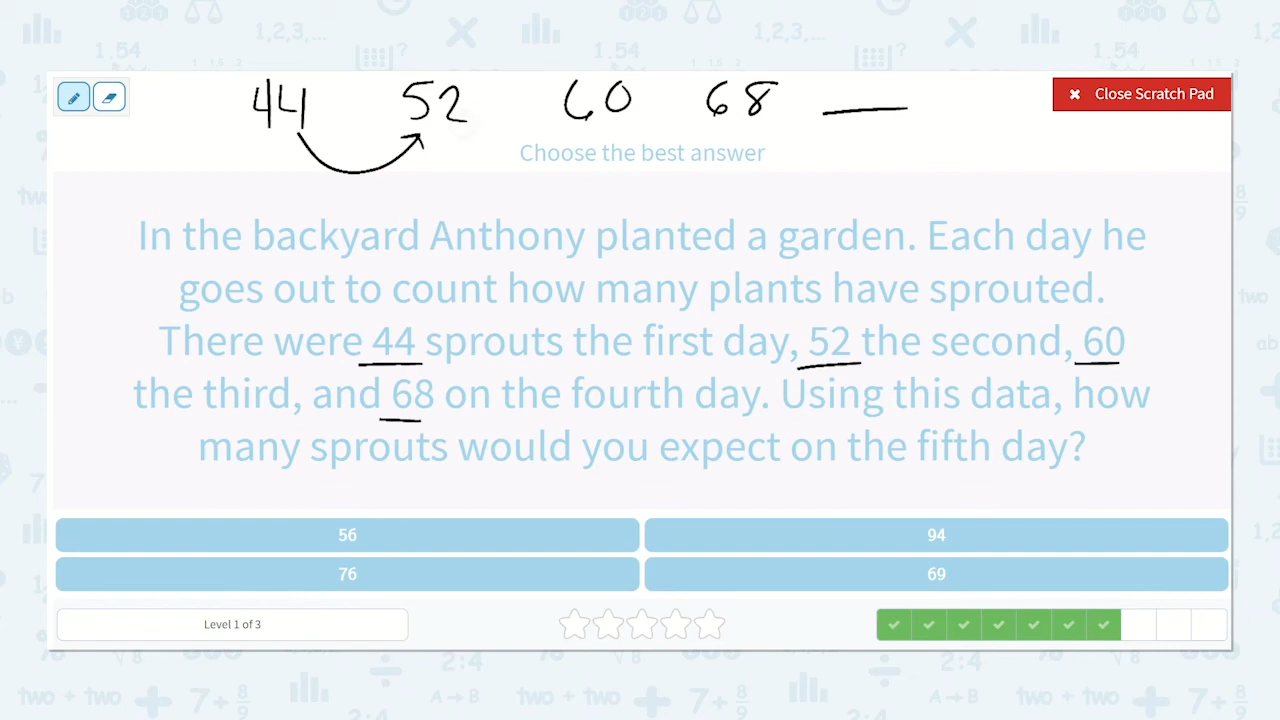 44 52 60 68
Close Scratch Pad
Choose the best answer
In the backyard Anthony planted a garden. Each day he
goes out to count how many plants have sprouted.
There were 44 sprouts the first day, 52 the second, 60
the third, and 68 on the fourth day. Using this data, how
many sprouts would you expect on the fifth day?
56
94
76
69
Level 1 of 3